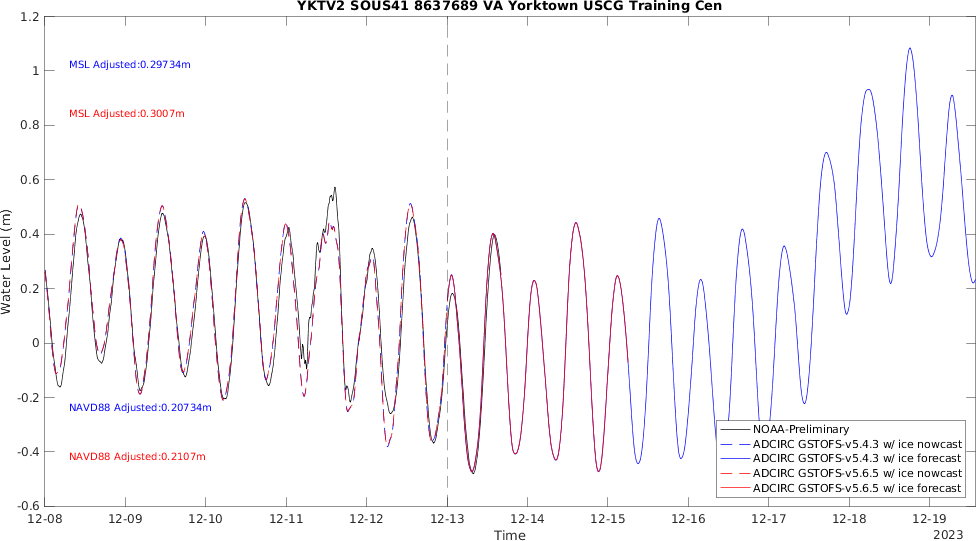 YKTV2 SOUS41 8637689 VA Yorktown USCG Training Cen
Water Level (m)
1.2
1
0.8
0.6
0.4
0.2
0
-0.2
-0.4
-0.6
MSL Adjusted:0.29734m
MSL Adjusted:0.3007m
NAVD88 Adjusted:0.20734m
NAVD88 Adjusted:0.2107m
NOAA-Preliminary
ADCIRC GSTOFS-v5.4.3 w/ ice nowcast
ADCIRC GSTOFS-v5.4.3 w/ ice forecast
ADCIRC GSTOFS-v5.6.5 w/ ice nowcast
ADCIRC GSTOFS-v5.6.5 w/ ice forecast
12-08 12-09 12-10 12-11 12-12 12-13 12-14 12-15 12-16 12-17 12-18 12-19
Time
2023